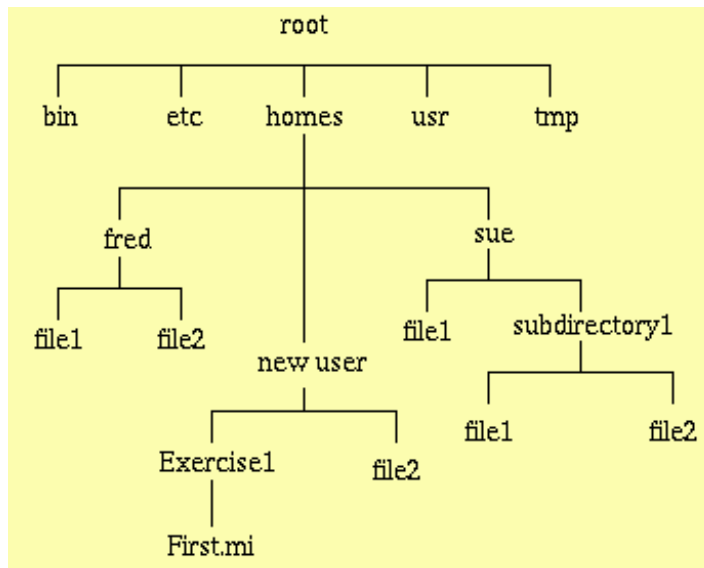 root
bin etc homes usr tmp
fred sue
file1 file2 file1 subdirectory1
new user
file1 file2
Exercise1 file2
First.mi